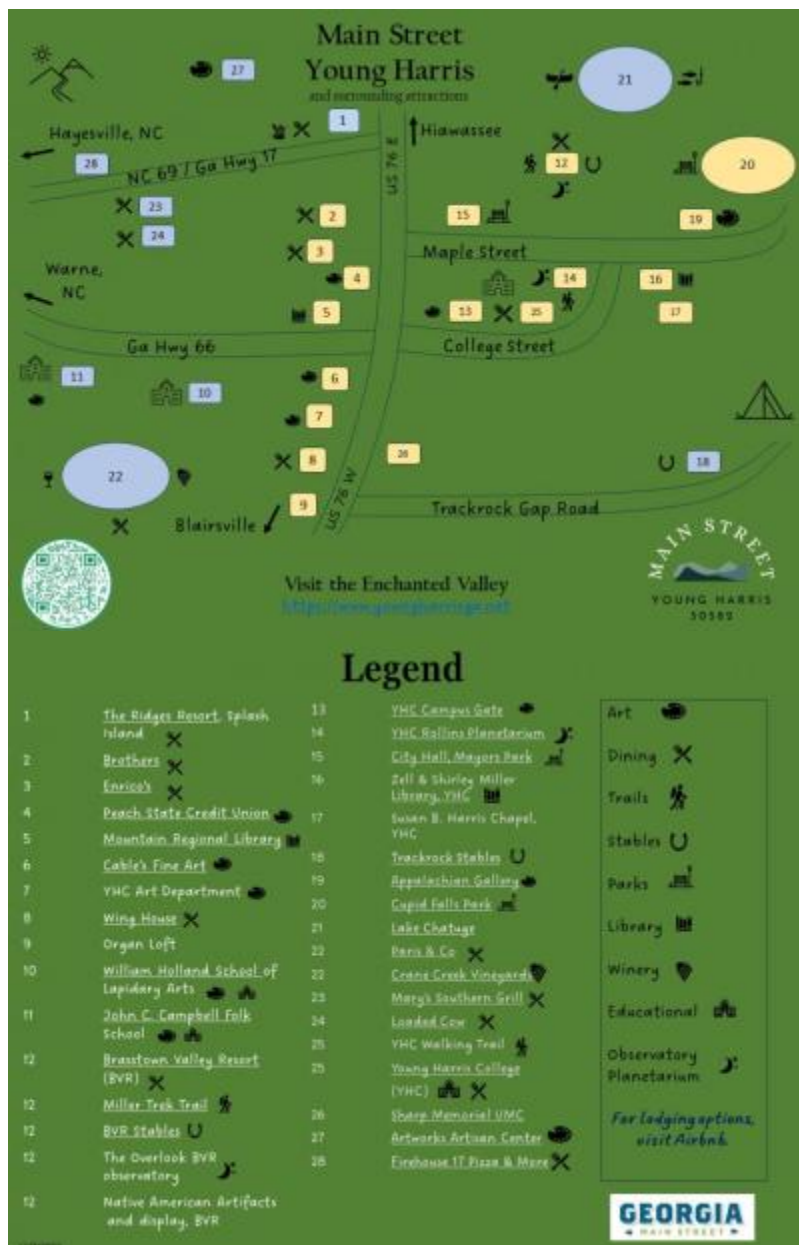 Main Street
Young Harris
and surrounding attractions
27
21
Hayesville, NC
28
NC 69 / Ga Hwy 17
1
US 76 E
Hiawassee
12
20
23
24
2
15
19
3
Maple Street
Warne,
NC
4
14
16
5
13
25
17
Ga Hwy 66
College Street
11
10
6
7
22
8
26
18
9
US 76 W
Trackrock Gap Road
Blairsville
MAIN STREET
YOUNG HARRIS
30582
Visit the Enchanted Valley
Legend
1 The Ridges Resort, Splash
Island
2 Brothers
3 Enrico's
4 Peach State Credit Union
5 Mountain Regional Library
6 Cable's Fine Art
7 YHC Art Department
8 Wing House
9 Organ Loft
10 William Holland School of
Lapidary Arts
11 John C. Campbell Folk
School
12 Brasstown Valley Resort
(BVR)
12 Miller Trek Trail
12 BVR Stables
12 The Overlook BVR
observatory
12 Native American Artifacts
and display, BVR
13 YHC Campus Gate
14 YHC Rollins Planetarium
15 City Hall, Mayors Park
16 Zell & Shirley Miller
Library, YHC
17 Susan B. Harris Chapel,
YHC
18 Trackrock Stables
19 Appalachian Gallery
20 Cupid Falls Park
21 Lake Chatuge
22 Paris & Co
22 Crane Creek Vineyards
23 Mary's Southern Grill
24 Loaded Cow
25 YHC Walking Trail
25 Young Harris College
(YHC)
26 Sharp Memorial UMC
27 Artworks Artisan Center
28 Firehouse 17 Pizza & More
Art
Dining
Trails
Stables
Parks
Library
Winery
Educational
Observatory
Planetarium
For lodging options,
visit Airbnb.
GEORGIA
MAIN STREET